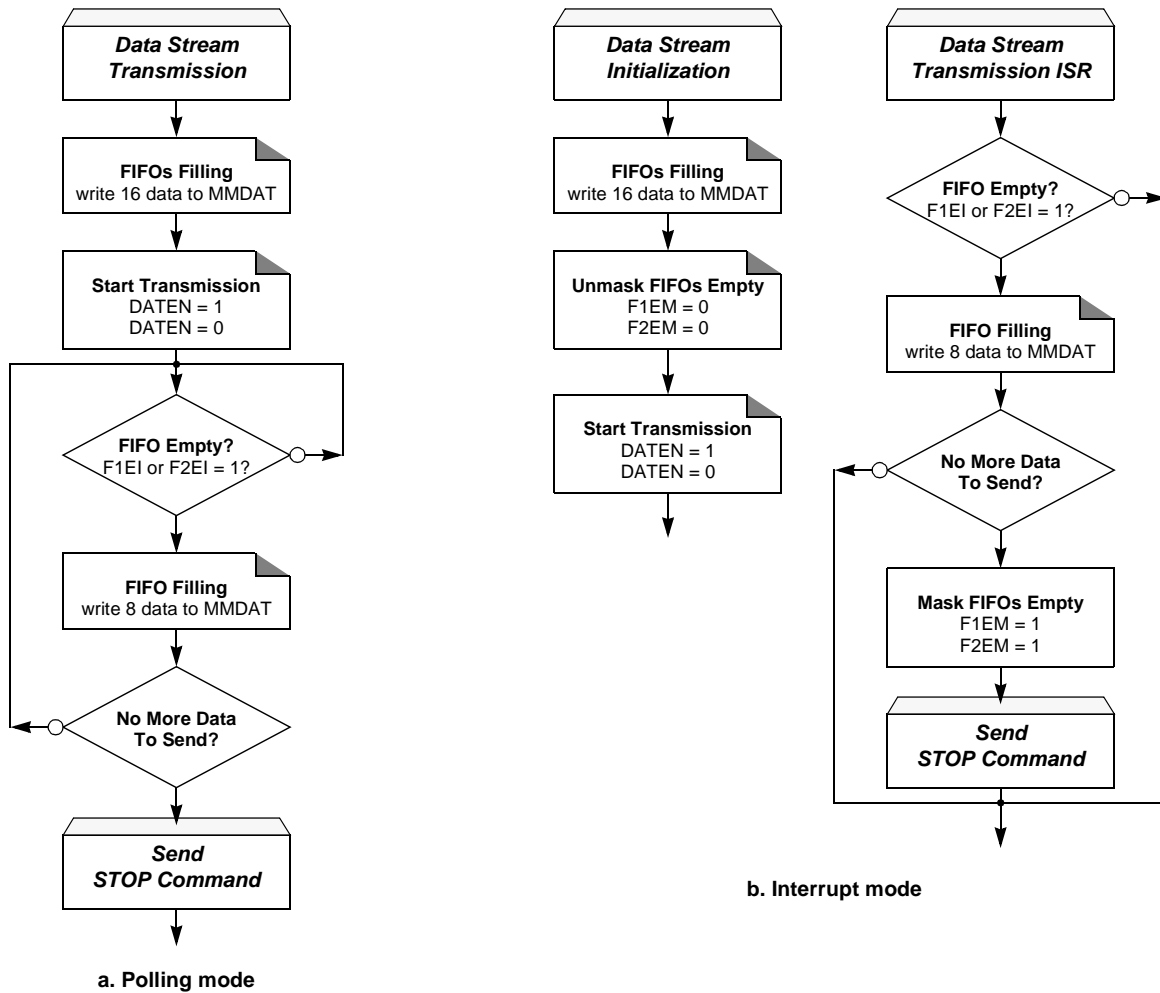 Data Stream
Transmission
FIFOs Filling
write 16 data to MMDAT
Start Transmission
DATEN = 1
DATEN = 0
FIFO Empty?
F1EI or F2EI = 1?
FIFO Filling
write 8 data to MMDAT
No More Data
To Send?
Send
STOP Command
a. Polling mode
Data Stream
Initialization
FIFOs Filling
write 16 data to MMDAT
Unmask FIFOs Empty
F1EM = 0
F2EM = 0
Start Transmission
DATEN = 1
DATEN = 0
Data Stream
Transmission ISR
FIFO Empty?
F1EI or F2EI = 1?
FIFO Filling
write 8 data to MMDAT
No More Data
To Send?
Mask FIFOs Empty
F1EM = 1
F2EM = 1
Send
STOP Command
b. Interrupt mode